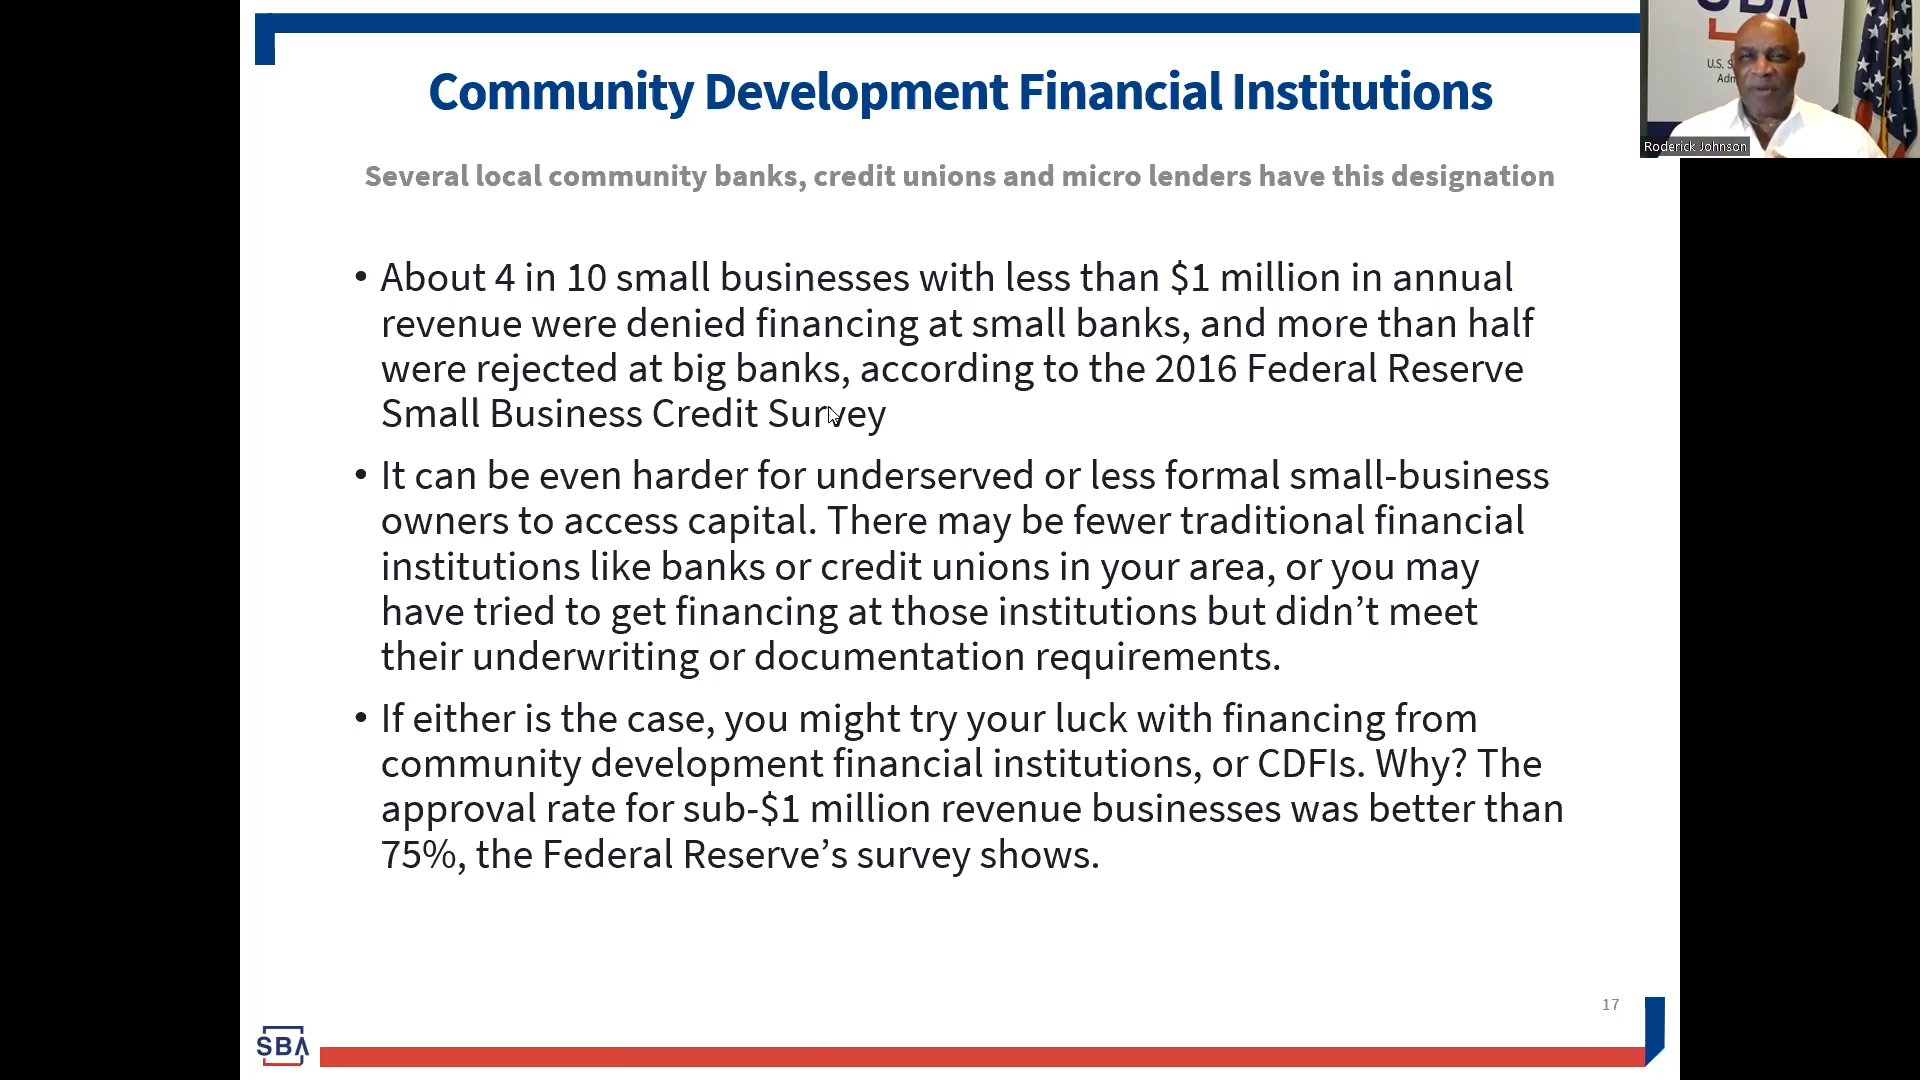 Community Development Financial Institutions
Several local community banks, credit unions and micro lenders have this designation
• About 4 in 10 small businesses with less than $1 million in annual
revenue were denied financing at small banks, and more than half
were rejected at big banks, according to the 2016 Federal Reserve
Small Business Credit Survey
• It can be even harder for underserved or less formal small-business
owners to access capital. There may be fewer traditional financial
institutions like banks or credit unions in your area, or you may
have tried to get financing at those institutions but didn’t meet
their underwriting or documentation requirements.
• If either is the case, you might try your luck with financing from
community development financial institutions, or CDFIs. Why? The
approval rate for sub-$1 million revenue businesses was better than
75%, the Federal Reserve’s survey shows.
17
SBA
SBA
U.S. S
Adm
Roderick Johnson